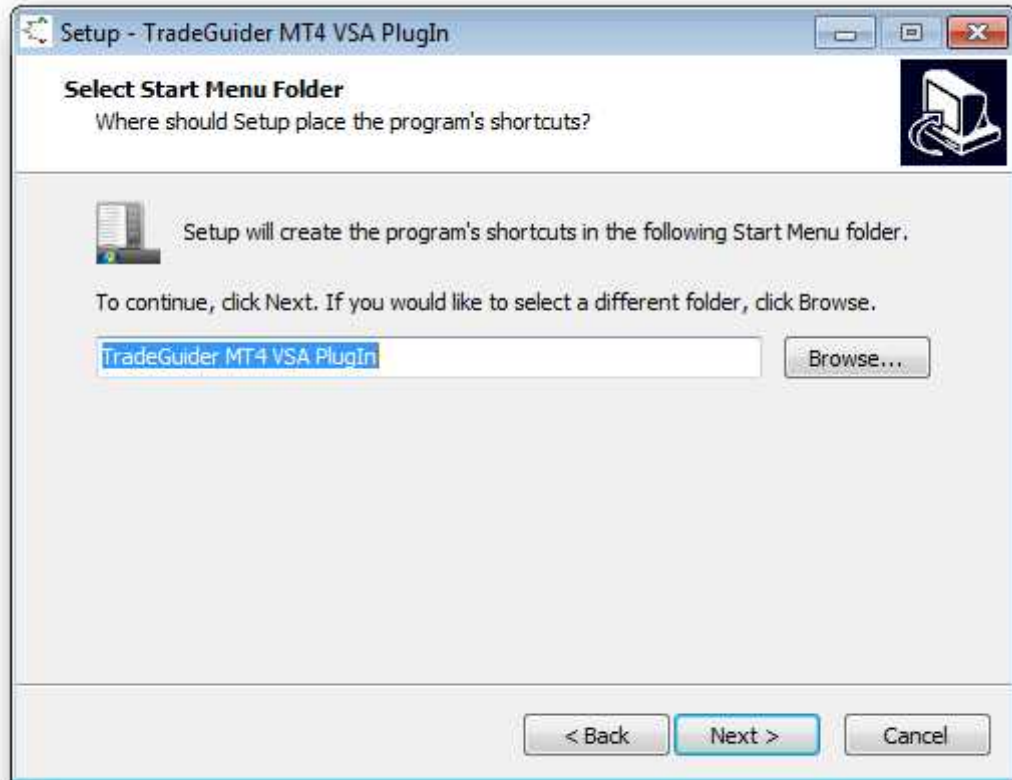 Setup - TradeGuider MT4 VSA PlugIn
Select Start Menu Folder
Where should Setup place the program's shortcuts?
Setup will create the program's shortcuts in the following Start Menu folder.
To continue, click Next. If you would like to select a different folder, click Browse.
TradeGuider MT4 VSA PlugIn
Browse...
< Back
Next >
Cancel